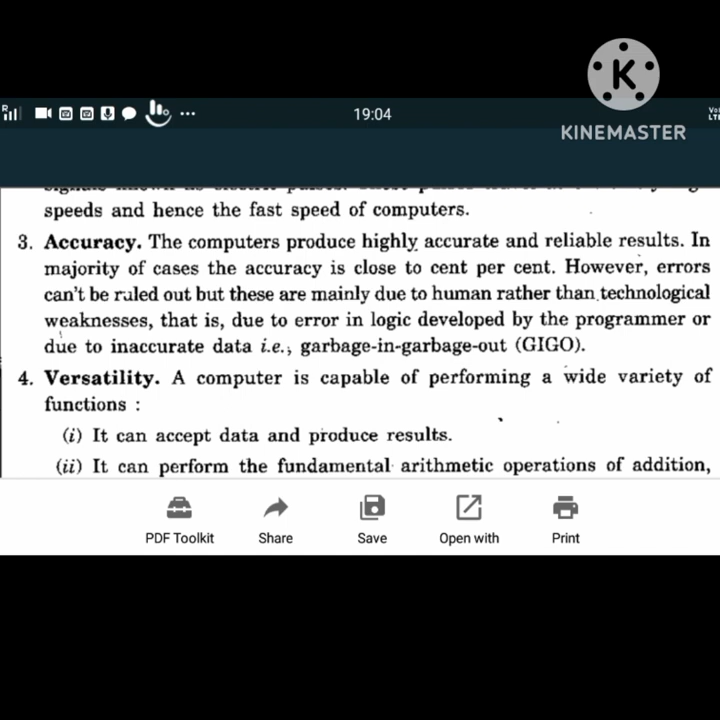 K
KINEMASTER
R
19:04
Vo
LTE
speeds and hence the fast speed of computers.
3. Accuracy. The computers produce highly accurate and reliable results. In
majority of cases the accuracy is close to cent per cent. However, errors
can't be ruled out but these are mainly due to human rather than technological
weaknesses, that is, due to error in logic developed by the programmer or
due to inaccurate data i.e., garbage-in-garbage-out (GIGO).
4. Versatility. A computer is capable of performing a wide variety of
functions :
(i) It can accept data and produce results.
(ii) It can perform the fundamental arithmetic operations of addition,
PDF Toolkit
Share
Save
Open with
Print